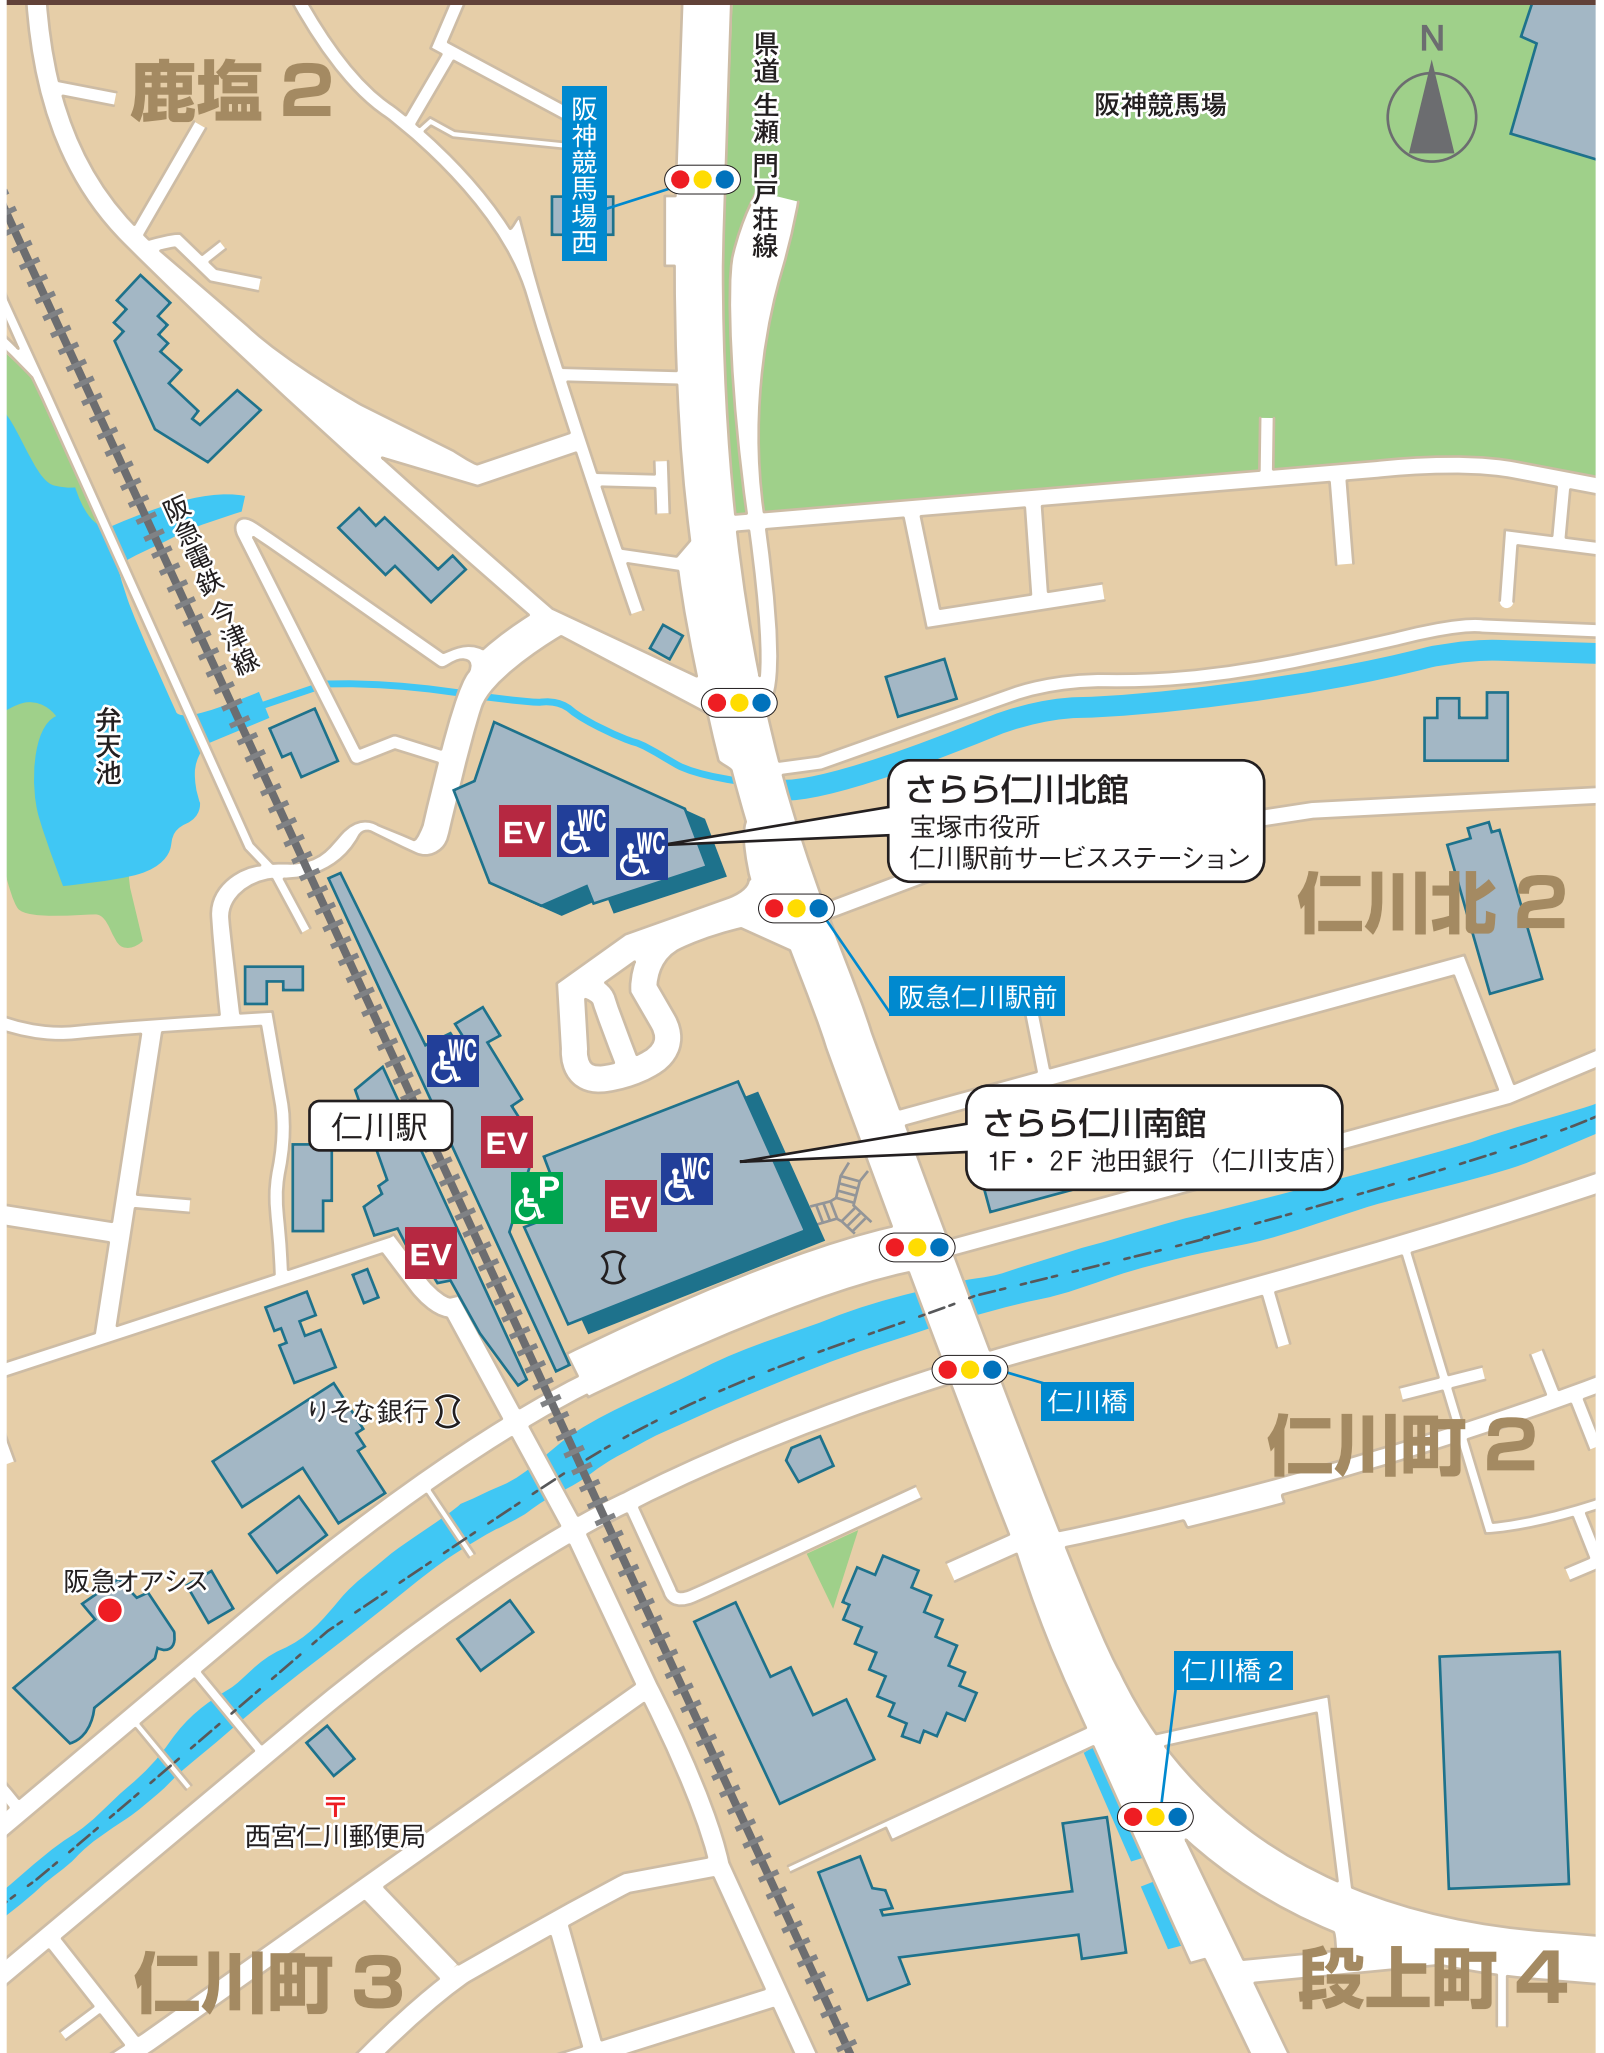 鹿塩 2
阪神競馬場西
県道 生瀬 門戸荘線
阪神競馬場
N
阪急電鉄 今津線
弁天池
EV
WC
WC
さらら仁川北館
宝塚市役所
仁川駅前サービスステーション
仁川北 2
阪急仁川駅前
WC
仁川駅
EV
P
EV
WC
EV
さらら仁川南館
1F・2F 池田銀行（仁川支店）
仁川橋
りそな銀行
仁川町 2
阪急オアシス
仁川橋 2
〒
西宮仁川郵便局
仁川町 3
段上町 4